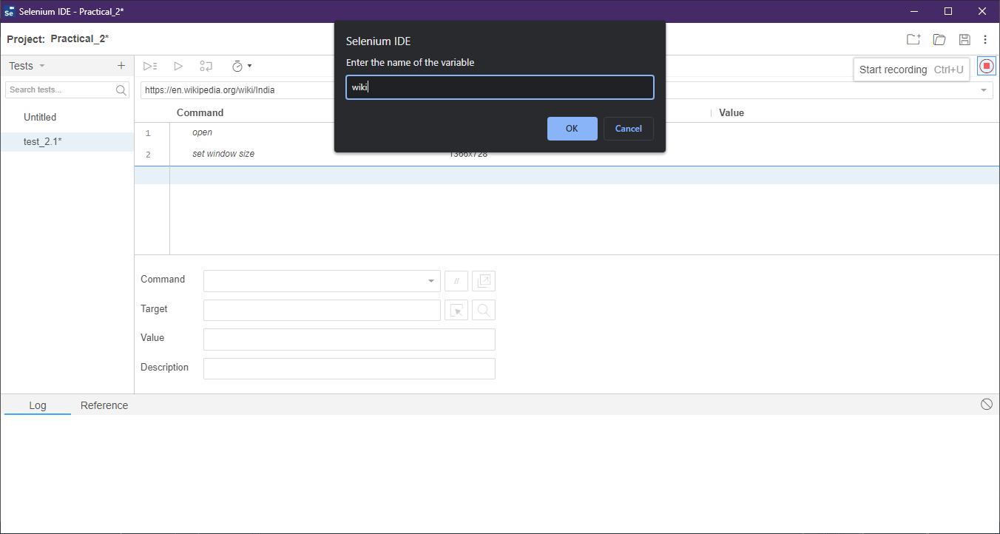 Se Selenium IDE - Practical_2*
Project: Practical_2*
Selenium IDE
Enter the name of the variable
wiki
OK Cancel
Tests
Start recording Ctrl+U
Search tests...
https://en.wikipedia.org/wiki/India
Untitled
test_2.1*
Command Value
1 open
2 set window size 1366x728
Command //
Target
Value
Description
Log Reference